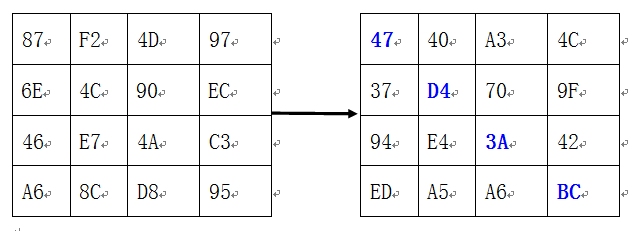 87 F2 4D 97 47 40 A3 4C
6E 4C 90 EC 37 D4 70 9F
46 E7 4A C3 94 E4 3A 42
A6 8C D8 95 ED A5 A6 BC